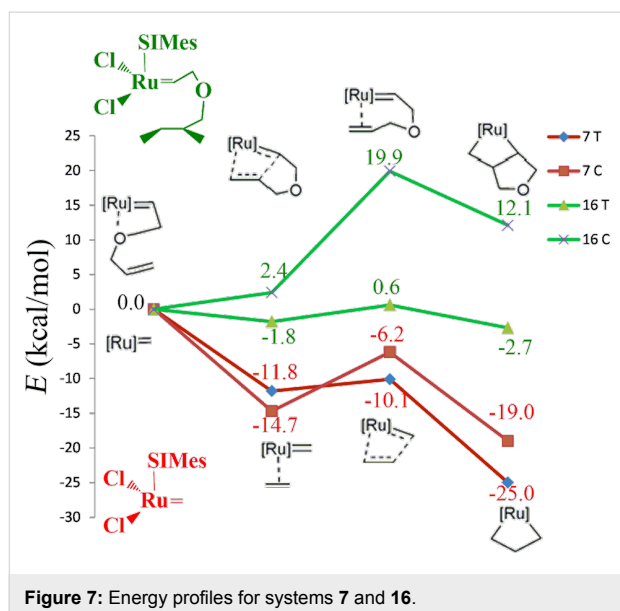 SIMes
Cl
Ru
Cl
O
[Ru]
O
[Ru]
O
[Ru]
O
[Ru]
O
7 T
7 C
16 T
16 C
E (kcal/mol)
25
20
15
10
5
0
-5
-10
-15
-20
-25
-30
0.0
2.4
19.9
12.1
-1.8
0.6
-2.7
-11.8
-10.1
-25.0
-14.7
-6.2
-19.0
[Ru]
[Ru]
[Ru]
[Ru]
SIMes
Cl
Ru
Cl
Figure 7: Energy profiles for systems 7 and 16.